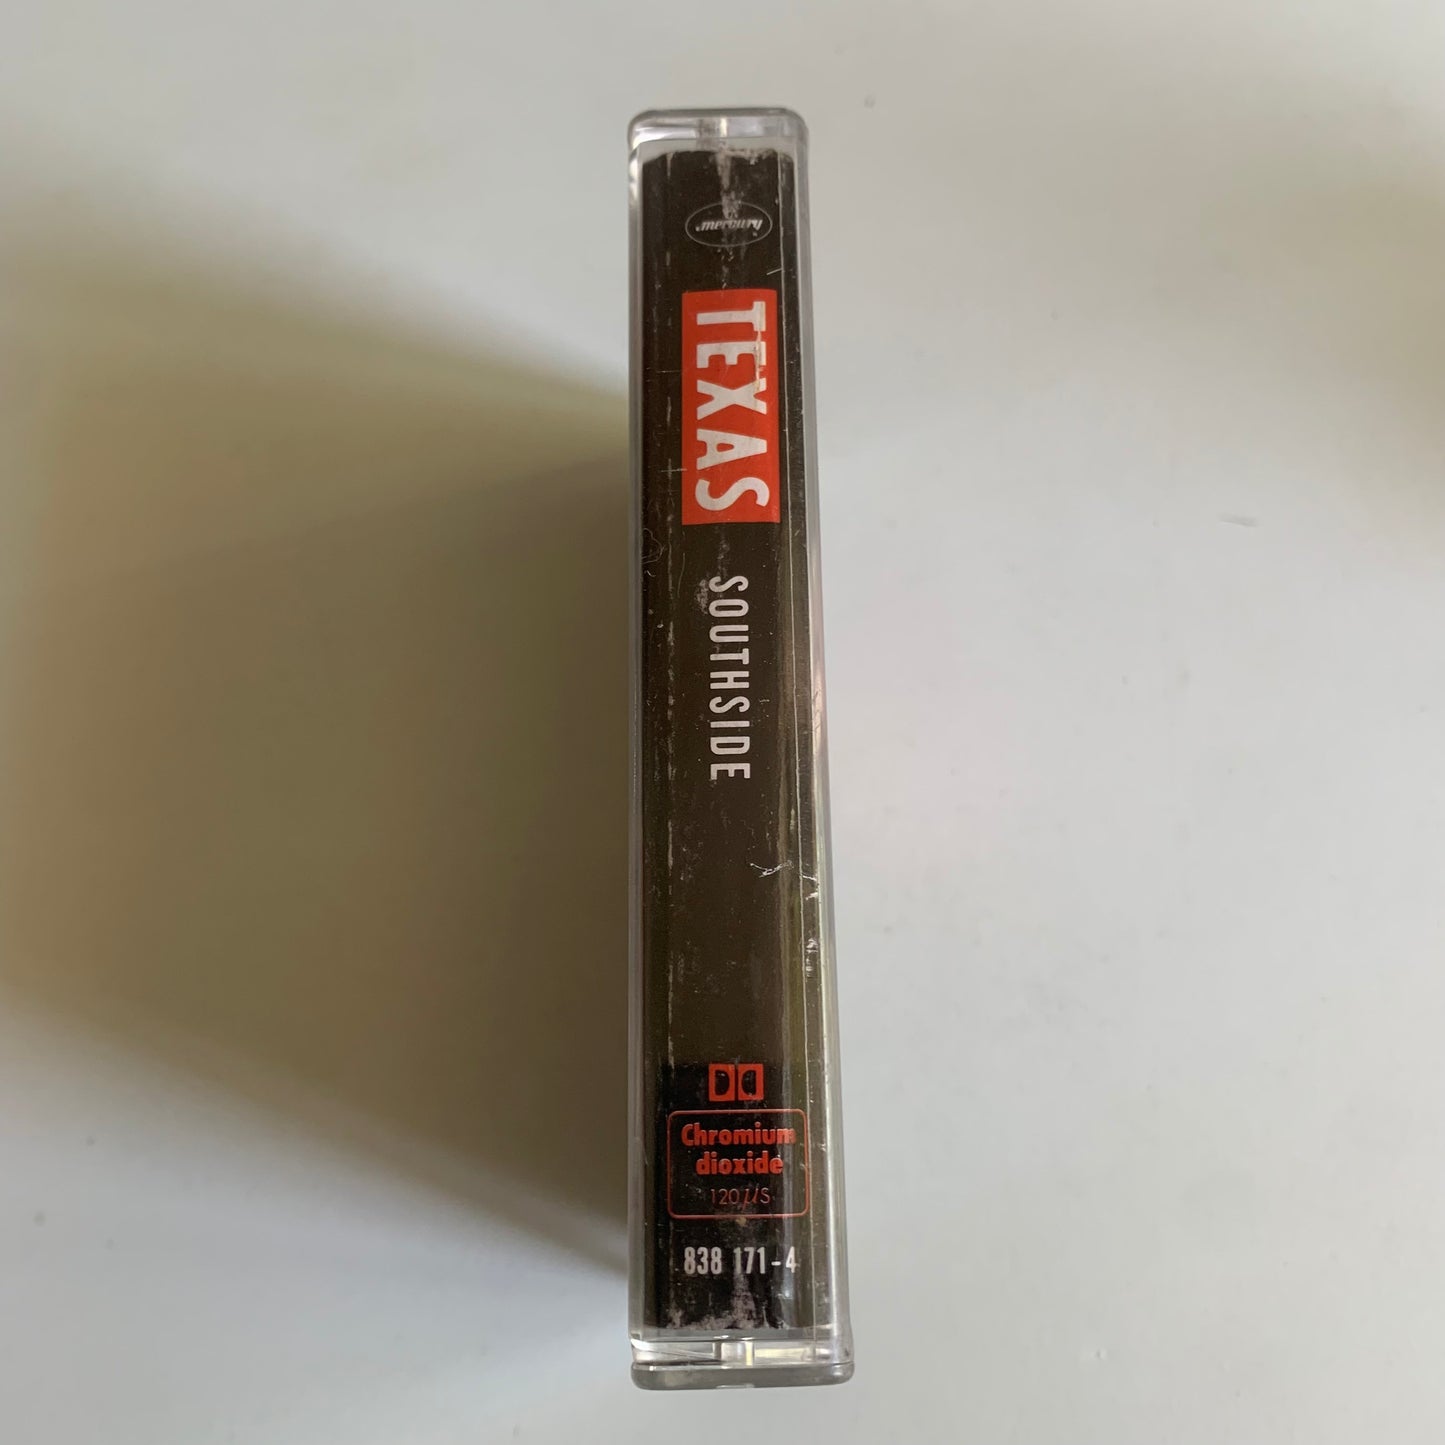 mercury
TEXAS
SOUTHSIDE
Chromium
dioxide
120 µS
838 171-4